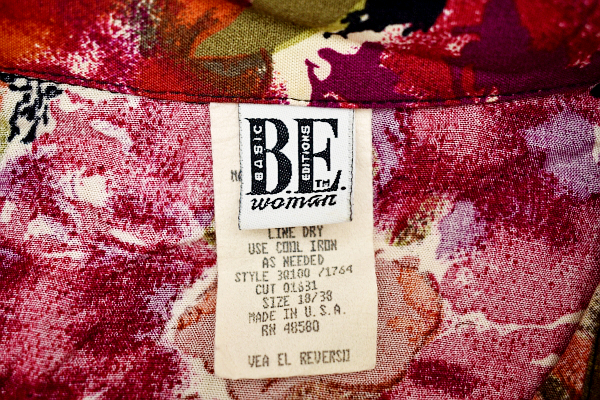 BASIC
B.E.
EDITIONS
TM
woman
LINE DRY
USE COOL IRON
AS NEEDED
STYLE 3Q180 /1764
CUT 01631
SIZE 18/38
MADE IN U.S.A.
RN 48580
VEA EL REVERSO